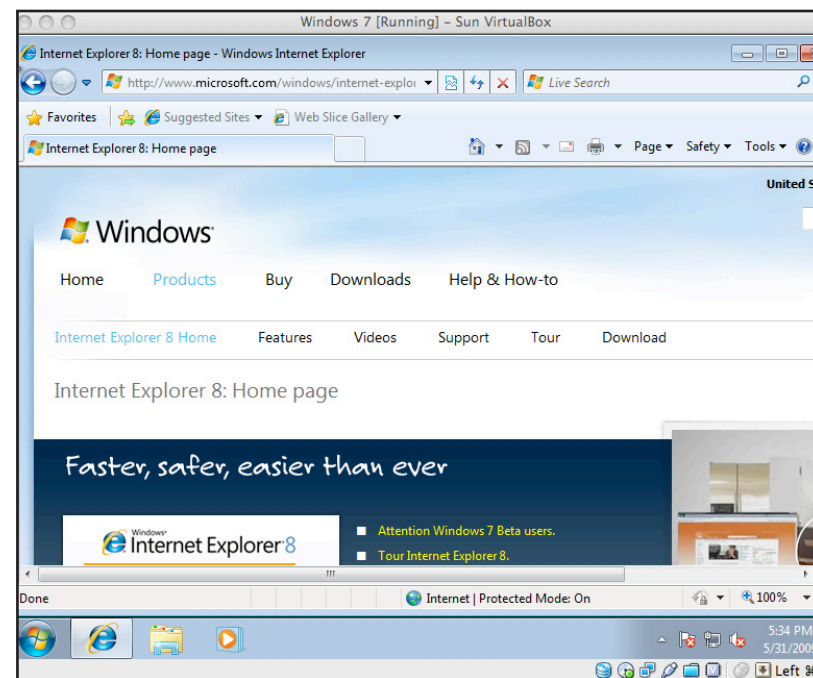 Windows 7 [Running] – Sun VirtualBox
Internet Explorer 8: Home page - Windows Internet Explorer
http://www.microsoft.com/windows/internet-explo
Live Search
Favorites
Suggested Sites
Web Slice Gallery
Internet Explorer 8: Home page
Page
Safety
Tools
United S
Windows
Home Products Buy Downloads Help & How-to
Internet Explorer 8 Home Features Videos Support Tour Download
Internet Explorer 8: Home page
Faster, safer, easier than ever
Windows
Internet Explorer 8
Attention Windows 7 Beta users.
Tour Internet Explorer 8.
Done
Internet | Protected Mode: On
100%
5:34 PM
5/31/2009
Left ⌘